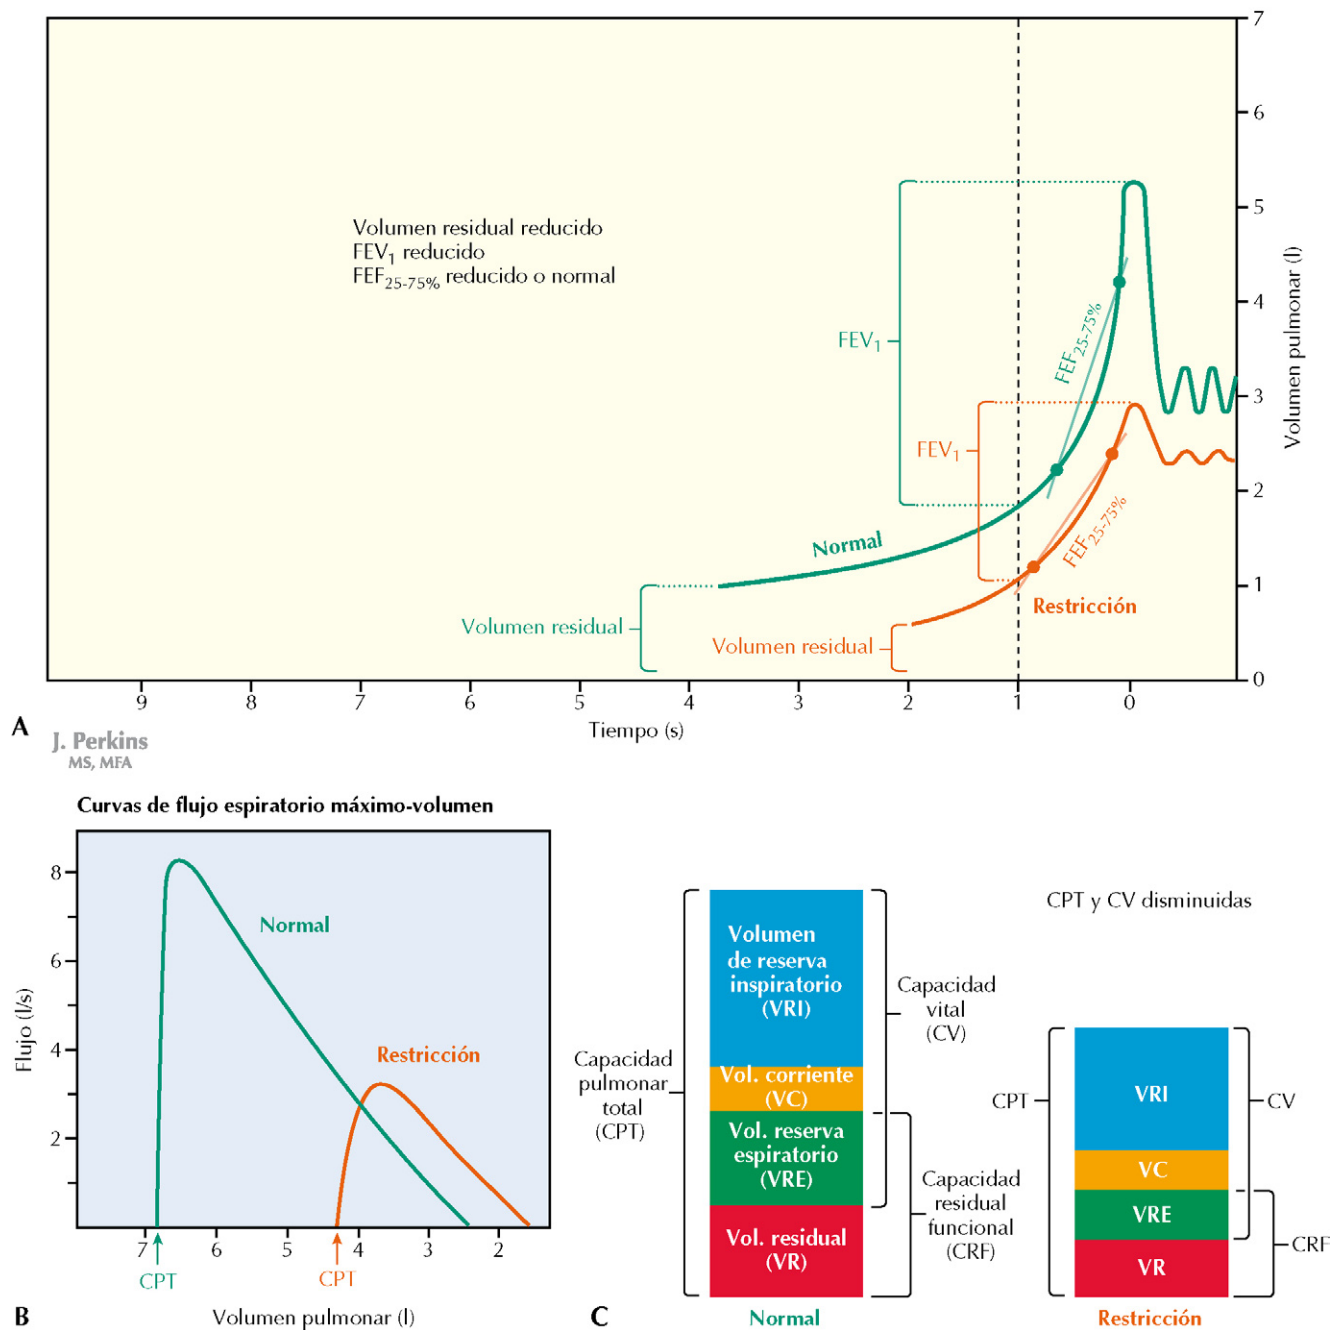 7
6
5
4
3
2
1
0
Volumen pulmonar (l)
Volumen residual reducido
FEV1 reducido
FEF25-75% reducido o normal
FEV1
FEF25-75%
FEV1
FEF25-75%
Normal
Restricción
Volumen residual
Volumen residual
9 8 7 6 5 4 3 2 1 0
Tiempo (s)
A
J. Perkins
MS, MFA
Curvas de flujo espiratorio máximo-volumen
8
6
4
2
Flujo (l/s)
Normal
Restricción
7 6 5 4 3 2
CPT CPT
Volumen pulmonar (l)
B
CPT y CV disminuidas
Capacidad
pulmonar
total
(CPT)
Volumen
de reserva
inspiratorio
(VRI)
Vol. corriente
(VC)
Vol. reserva
espiratorio
(VRE)
Vol. residual
(VR)
Capacidad
vital
(CV)
Capacidad
residual
funcional
(CRF)
Normal
CPT
VRI
VC
VRE
VR
CV
CRF
Restricción
C